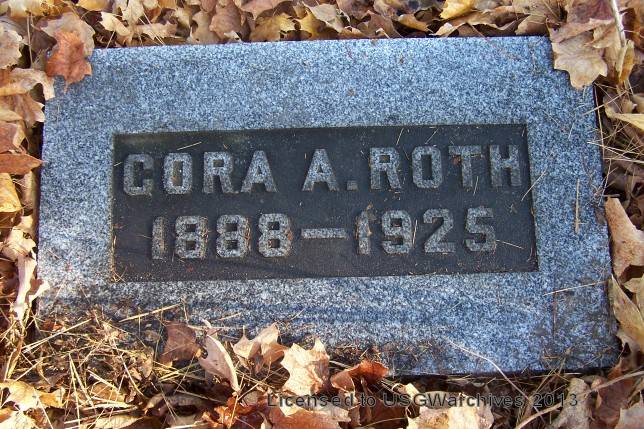 CORA A. ROTH
1888—1925
Licensed to USGWarchives 2013